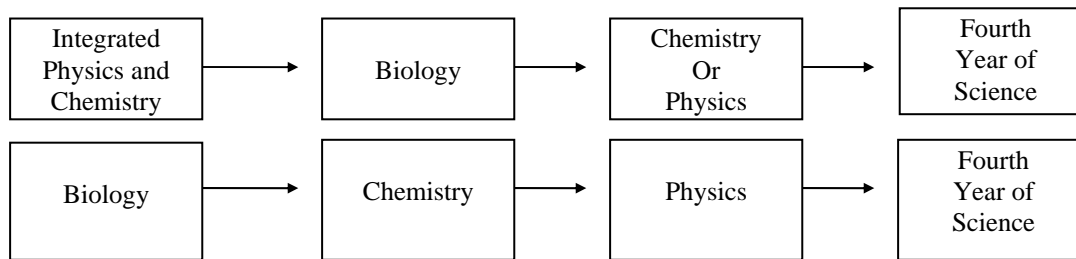 Integrated
Physics and
Chemistry
Biology
Chemistry
Or
Physics
Fourth
Year of
Science
Biology
Chemistry
Physics
Fourth
Year of
Science